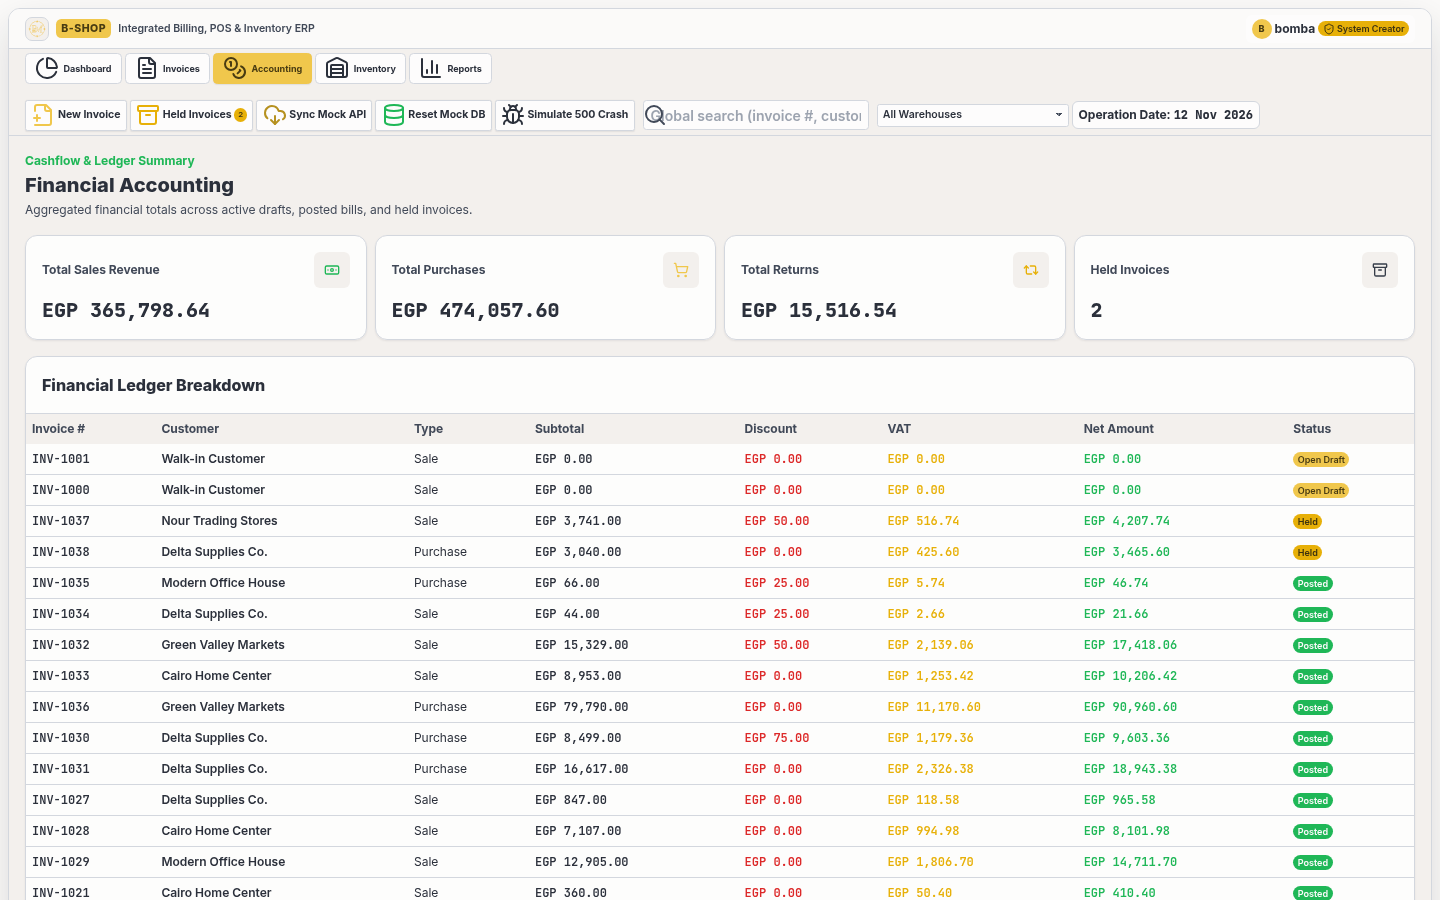 B-SHOP Integrated Billing, POS & Inventory ERP B bomba System Creator
Dashboard Invoices Accounting Inventory Reports
New Invoice Held Invoices 2 Sync Mock API Reset Mock DB Simulate 500 Crash Global search (invoice #, custor All Warehouses Operation Date: 12 Nov 2026
Cashflow & Ledger Summary
Financial Accounting
Aggregated financial totals across active drafts, posted bills, and held invoices.
Total Sales Revenue Total Purchases Total Returns Held Invoices
EGP 365,798.64 EGP 474,057.60 EGP 15,516.54 2
Financial Ledger Breakdown
Invoice # Customer Type Subtotal Discount VAT Net Amount Status
INV-1001 Walk-in Customer Sale EGP 0.00 EGP 0.00 EGP 0.00 EGP 0.00 Open Draft
INV-1000 Walk-in Customer Sale EGP 0.00 EGP 0.00 EGP 0.00 EGP 0.00 Open Draft
INV-1037 Nour Trading Stores Sale EGP 3,741.00 EGP 50.00 EGP 516.74 EGP 4,207.74 Held
INV-1038 Delta Supplies Co. Purchase EGP 3,040.00 EGP 0.00 EGP 425.60 EGP 3,465.60 Held
INV-1035 Modern Office House Purchase EGP 66.00 EGP 25.00 EGP 5.74 EGP 46.74 Posted
INV-1034 Delta Supplies Co. Sale EGP 44.00 EGP 25.00 EGP 2.66 EGP 21.66 Posted
INV-1032 Green Valley Markets Sale EGP 15,329.00 EGP 50.00 EGP 2,139.06 EGP 17,418.06 Posted
INV-1033 Cairo Home Center Sale EGP 8,953.00 EGP 0.00 EGP 1,253.42 EGP 10,206.42 Posted
INV-1036 Green Valley Markets Purchase EGP 79,790.00 EGP 0.00 EGP 11,170.60 EGP 90,960.60 Posted
INV-1030 Delta Supplies Co. Purchase EGP 8,499.00 EGP 75.00 EGP 1,179.36 EGP 9,603.36 Posted
INV-1031 Delta Supplies Co. Purchase EGP 16,617.00 EGP 0.00 EGP 2,326.38 EGP 18,943.38 Posted
INV-1027 Delta Supplies Co. Sale EGP 847.00 EGP 0.00 EGP 118.58 EGP 965.58 Posted
INV-1028 Cairo Home Center Sale EGP 7,107.00 EGP 0.00 EGP 994.98 EGP 8,101.98 Posted
INV-1029 Modern Office House Sale EGP 12,905.00 EGP 0.00 EGP 1,806.70 EGP 14,711.70 Posted
INV-1021 Cairo Home Center Sale EGP 360.00 EGP 0.00 EGP 50.40 EGP 410.40 Posted